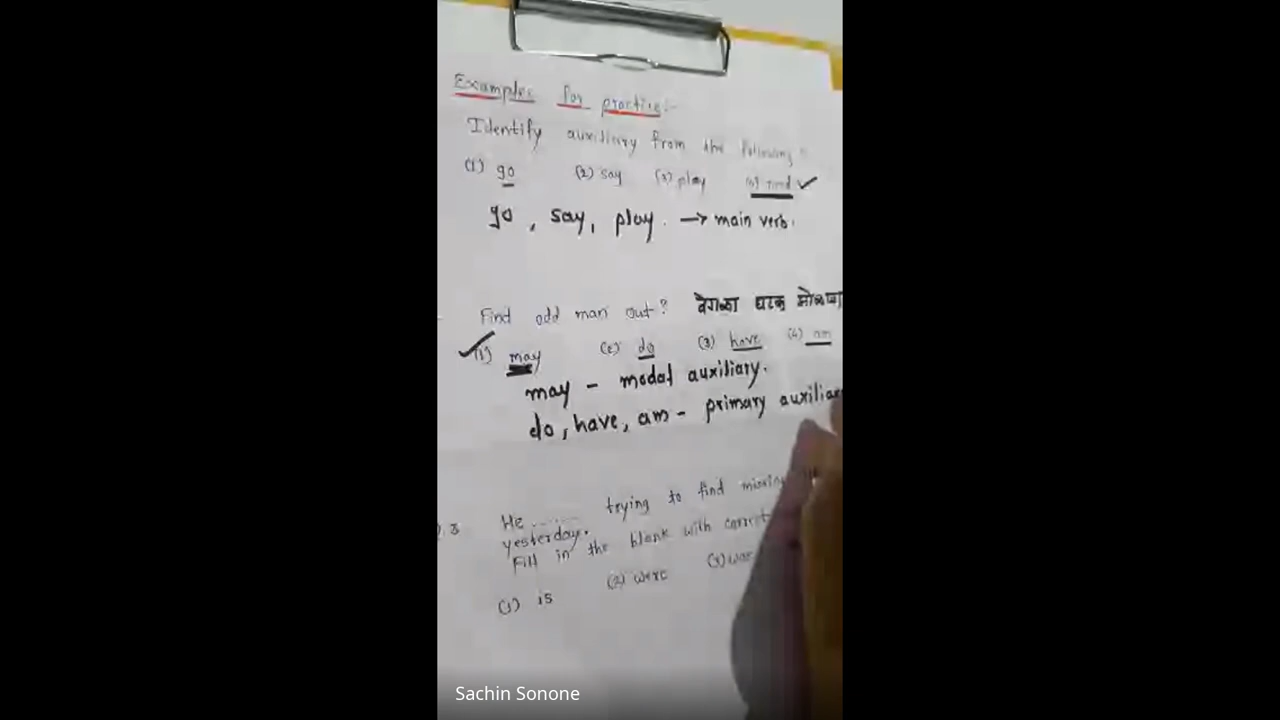 Examples for practise:-
Identify auxiliary from the following?
(1) go (2) say (3) play (4) need ✓
go, say, play. → main verb.
Find odd man out? वेगळा घटक ओळखा
✓(1) may (2) do (3) have (4) am
may - modal auxiliary.
do, have, am - primary auxiliar
.3 He ...... trying to find missing
yesterday.
Fill in the blank with correct
(1) is (2) were (3) was
Sachin Sonone